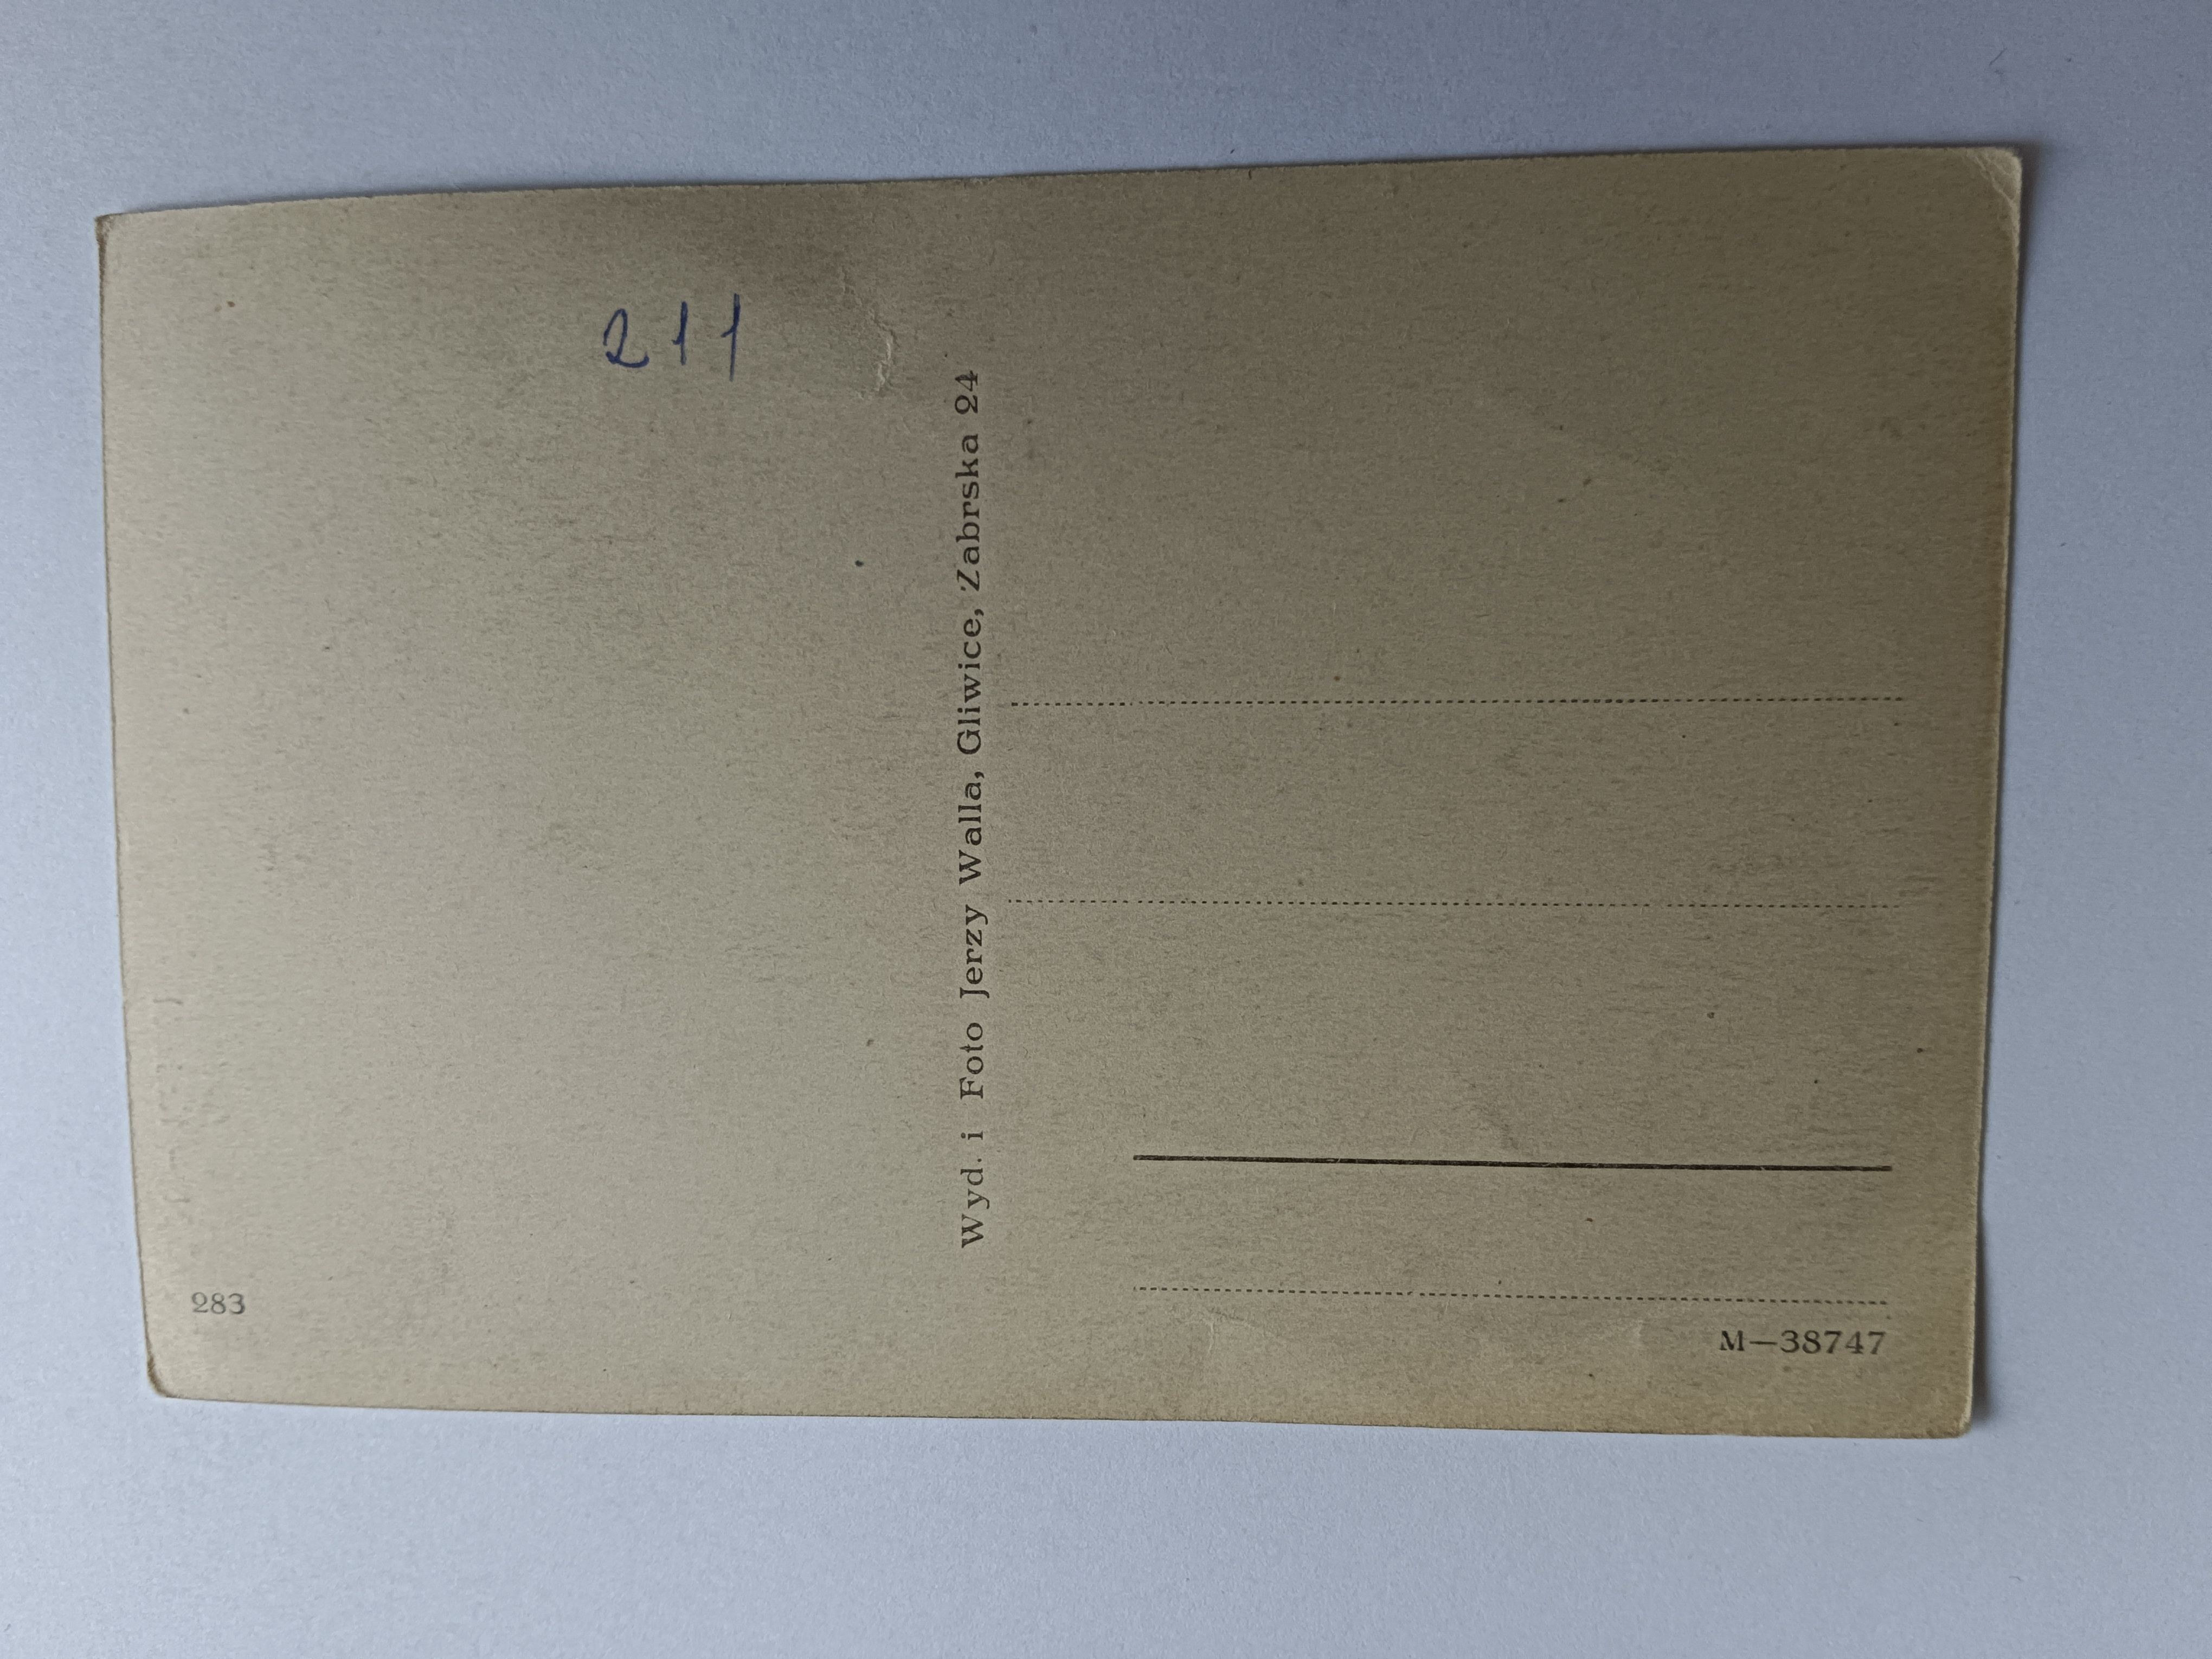 211
Wyd. i Foto Jerzy Walla, Gliwice, Zabrska 24
283
M—38747